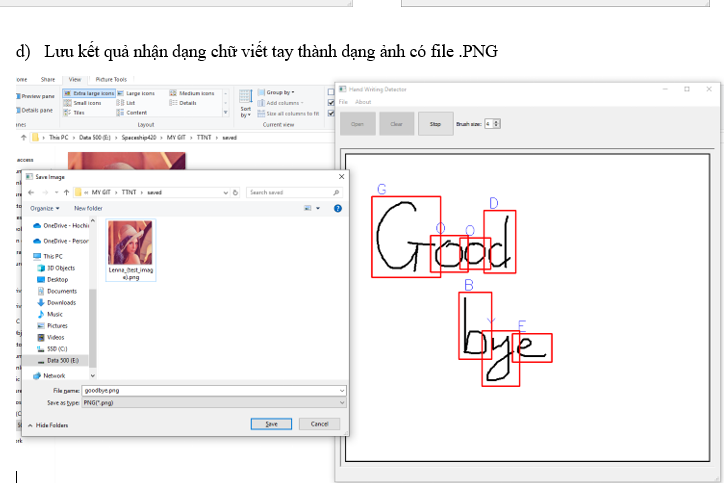 d) Lưu kết quả nhận dạng chữ viết tay thành dạng ảnh có file .PNG
Share View Picture Tools
Preview pane
Details pane
Extra large icons Large icons Medium icons
Small icons List Details
Tiles Content
Layout
Sort by
Group by
Add columns
Size all columns to fit
Current view
This PC > Data 500 (E:) > Spaceship420 > MY GIT > TTNT > saved
Save Image
MY GIT > TTNT > saved
Search saved
Organize New folder
OneDrive - Hochi
OneDrive - Person
This PC
3D Objects
Desktop
Documents
Downloads
Music
Pictures
Videos
SSD (C:)
Data 500 (E:)
Network
Lenna_(test_image).png
File name: goodbye.png
Save as type: PNG(*.png)
Hide Folders
Save Cancel
Hand Writing Detector
File About
Open Clear Stop Brush size: 4
G O O D
Good
B Y E
bye